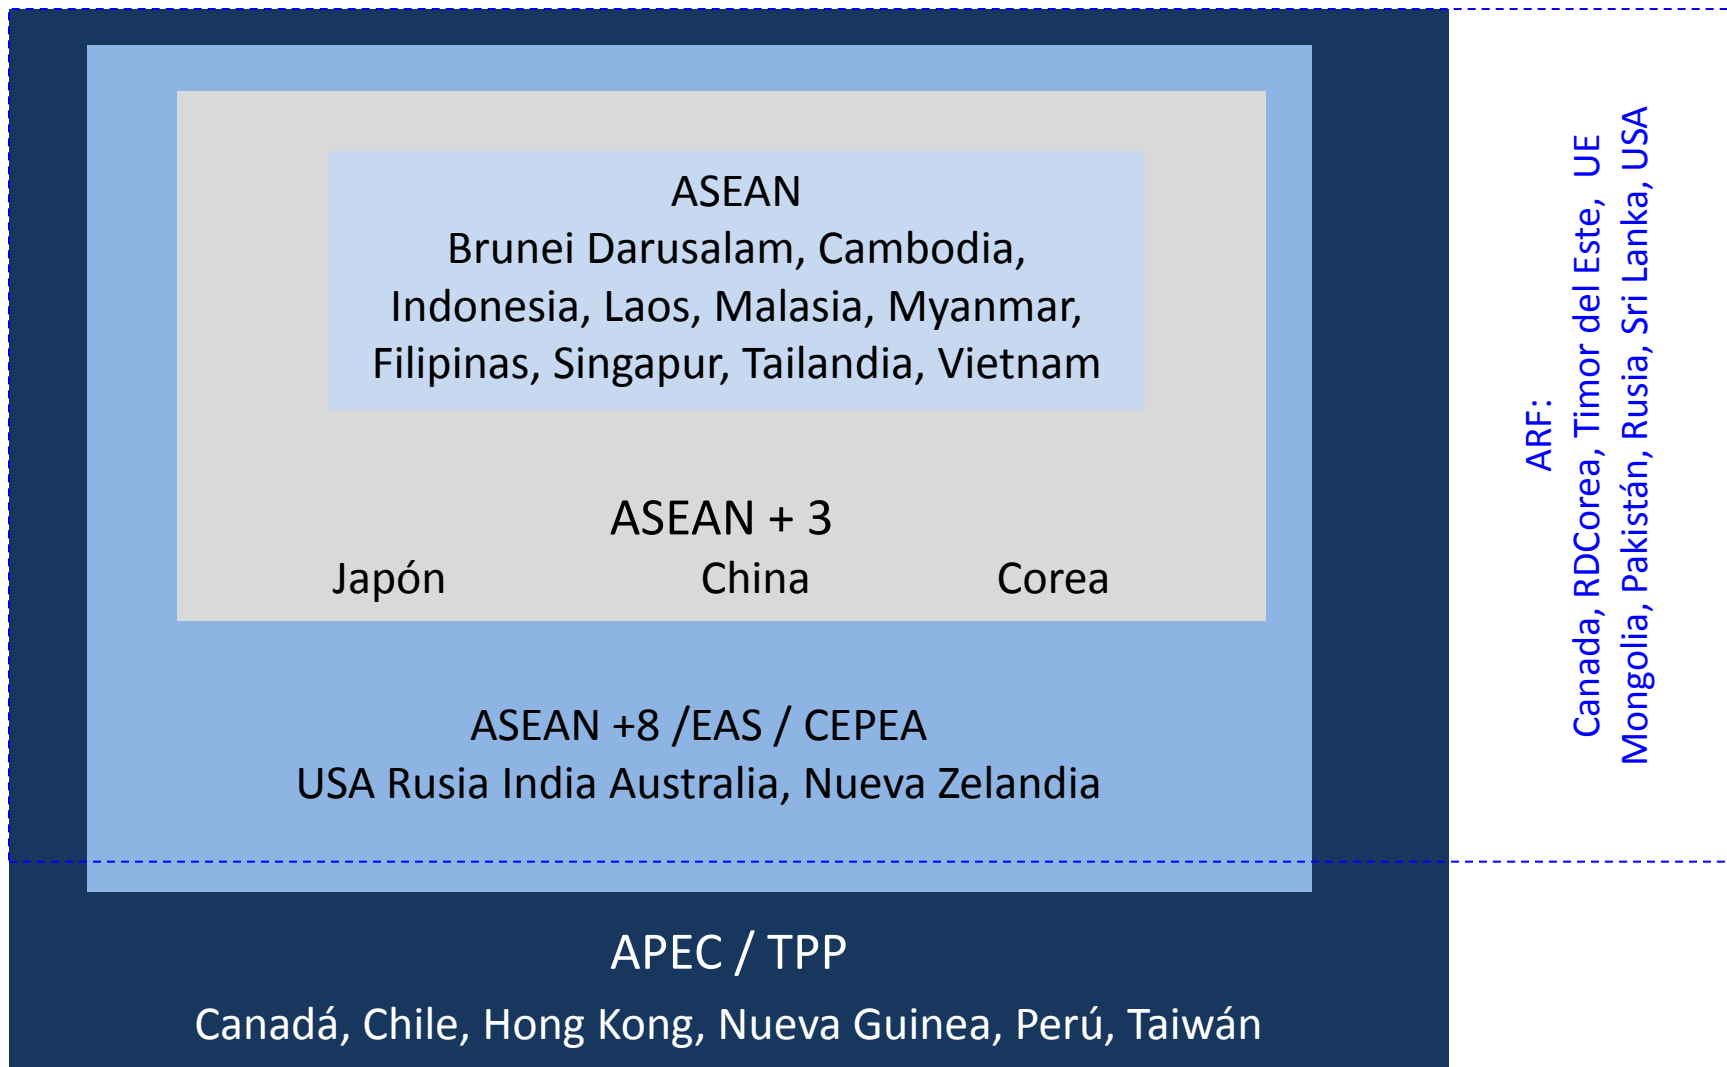 ASEAN
Brunei Darusalam, Cambodia,
Indonesia, Laos, Malasia, Myanmar,
Filipinas, Singapur, Tailandia, Vietnam
ASEAN + 3
Japón China Corea
ASEAN +8 /EAS / CEPEA
USA Rusia India Australia, Nueva Zelandia
APEC / TPP
Canadá, Chile, Hong Kong, Nueva Guinea, Perú, Taiwán
ARF:
Canada, RDCorea, Timor del Este, UE
Mongolia, Pakistán, Rusia, Sri Lanka, USA